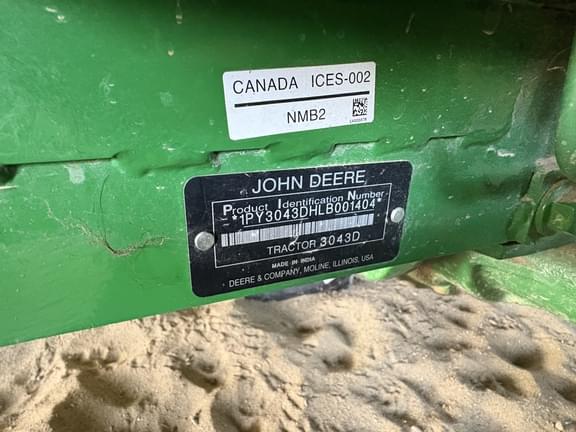 CANADA ICES-002
NMB2
JOHN DEERE
Product Identification Number
*1PY3043DHLB001404*
TRACTOR 3043D
MADE IN INDIA
DEERE & COMPANY, MOLINE, ILLINOIS, USA